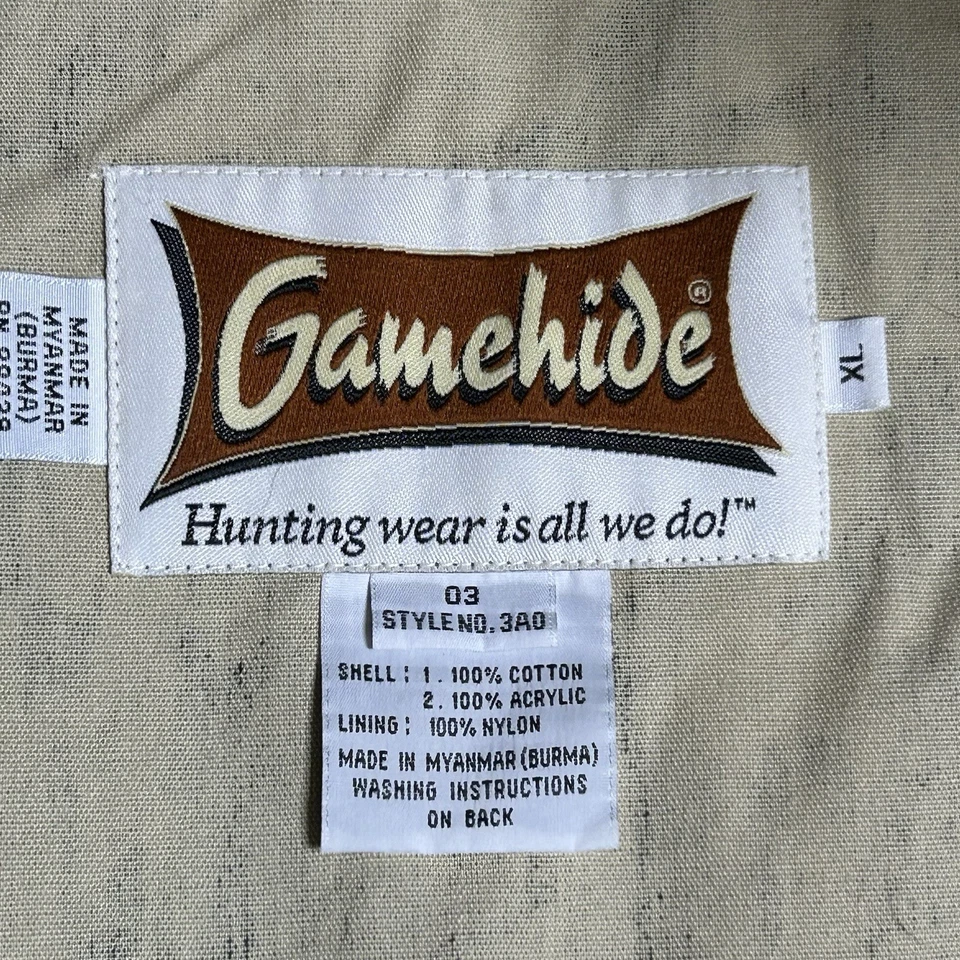 Gamehide®
Hunting wear is all we do!™
MADE IN
MYANMAR
(BURMA)
XL
03
STYLE NO. 3A0
SHELL: 1. 100% COTTON
2. 100% ACRYLIC
LINING: 100% NYLON
MADE IN MYANMAR (BURMA)
WASHING INSTRUCTIONS
ON BACK